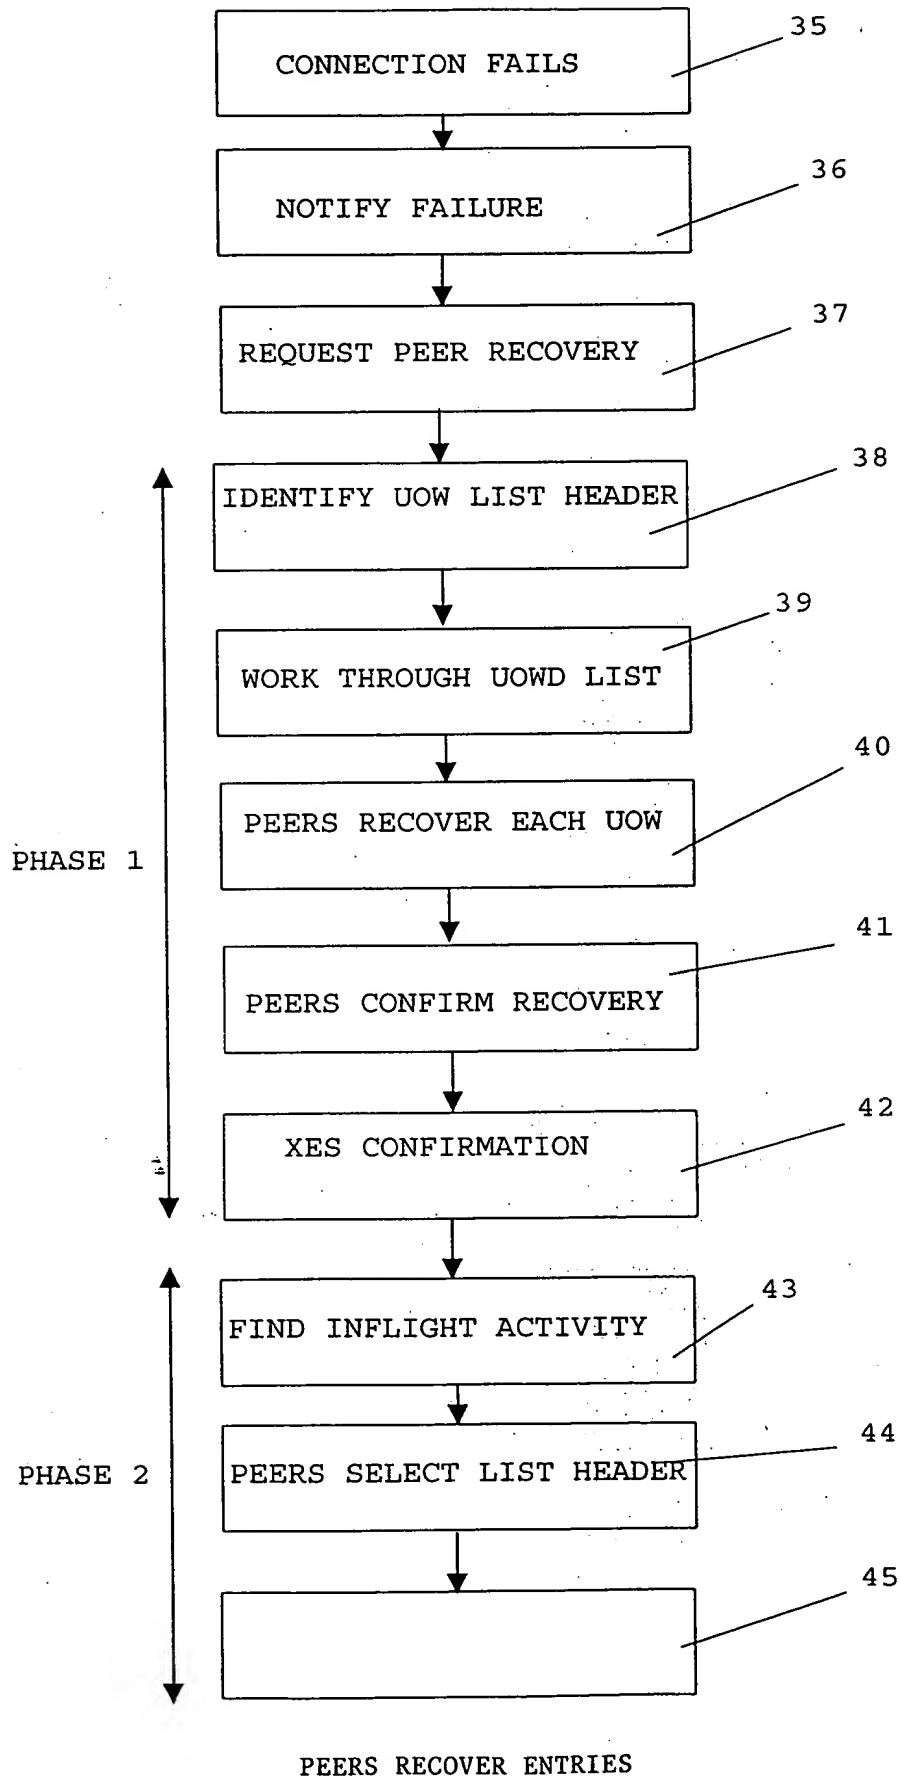 35
CONNECTION FAILS
36
NOTIFY FAILURE
37
REQUEST PEER RECOVERY
38
IDENTIFY UOW LIST HEADER
39
WORK THROUGH UOWD LIST
40
PEERS RECOVER EACH UOW
PHASE 1
41
PEERS CONFIRM RECOVERY
42
XES CONFIRMATION
43
FIND INFLIGHT ACTIVITY
44
PHASE 2
PEERS SELECT LIST HEADER
45
PEERS RECOVER ENTRIES